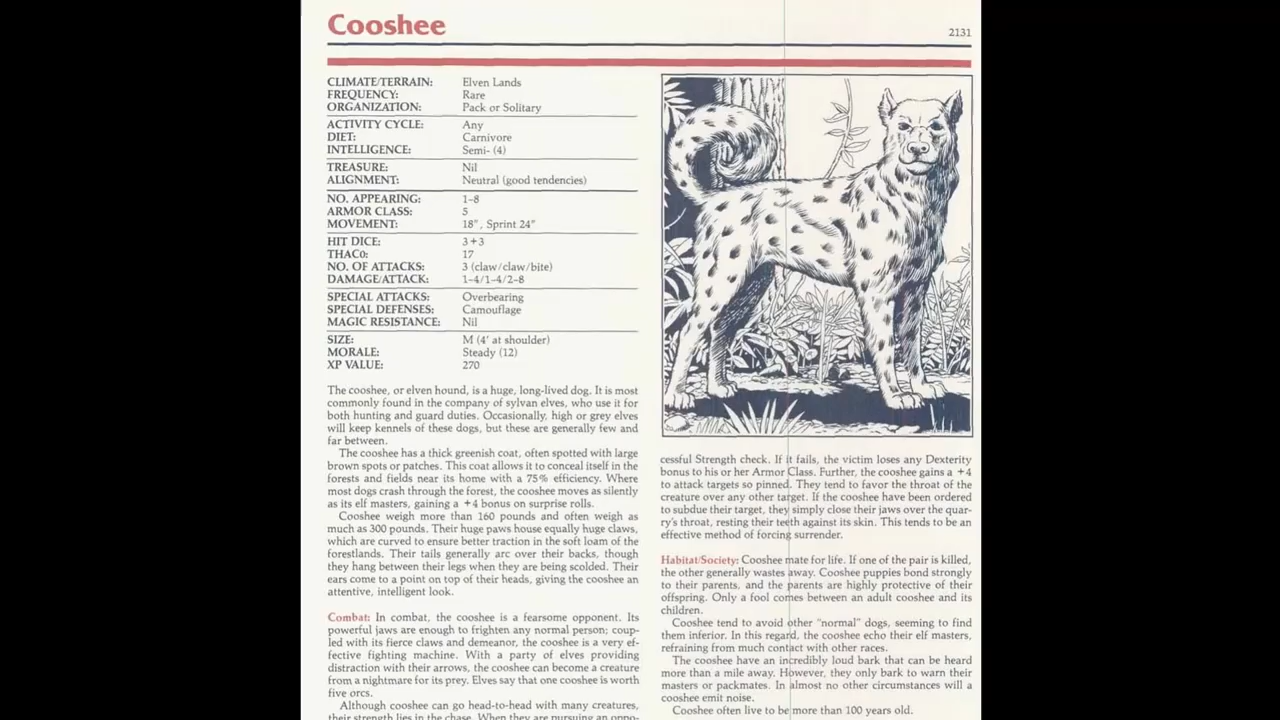 Cooshee
2131
CLIMATE/TERRAIN: Elven Lands
FREQUENCY: Rare
ORGANIZATION: Pack or Solitary
ACTIVITY CYCLE: Any
DIET: Carnivore
INTELLIGENCE: Semi- (4)
TREASURE: Nil
ALIGNMENT: Neutral (good tendencies)
NO. APPEARING: 1–8
ARMOR CLASS: 5
MOVEMENT: 18", Sprint 24"
HIT DICE: 3+3
THAC0: 17
NO. OF ATTACKS: 3 (claw/claw/bite)
DAMAGE/ATTACK: 1–4/1–4/2–8
SPECIAL ATTACKS: Overbearing
SPECIAL DEFENSES: Camouflage
MAGIC RESISTANCE: Nil
SIZE: M (4' at shoulder)
MORALE: Steady (12)
XP VALUE: 270
The cooshee, or elven hound, is a huge, long-lived dog. It is most
commonly found in the company of sylvan elves, who use it for
both hunting and guard duties. Occasionally, high or grey elves
will keep kennels of these dogs, but these are generally few and
far between.
The cooshee has a thick greenish coat, often spotted with large
brown spots or patches. This coat allows it to conceal itself in the
forests and fields near its home with a 75% efficiency. Where
most dogs crash through the forest, the cooshee moves as silently
as its elf masters, gaining a +4 bonus on surprise rolls.
Cooshee weigh more than 160 pounds and often weigh as
much as 300 pounds. Their huge paws house equally huge claws,
which are curved to ensure better traction in the soft loam of the
forestlands. Their tails generally arc over their backs, though
they hang between their legs when they are being scolded. Their
ears come to a point on top of their heads, giving the cooshee an
attentive, intelligent look.
Combat: In combat, the cooshee is a fearsome opponent. Its
powerful jaws are enough to frighten any normal person; coup-
led with its fierce claws and demeanor, the cooshee is a very ef-
fective fighting machine. With a party of elves providing
distraction with their arrows, the cooshee can become a creature
from a nightmare for its prey. Elves say that one cooshee is worth
five orcs.
Although cooshee can go head-to-head with many creatures,
their strength lies in the chase. When they are pursuing an oppo-
cessful Strength check. If it fails, the victim loses any Dexterity
bonus to his or her Armor Class. Further, the cooshee gains a +4
to attack targets so pinned. They tend to favor the throat of the
creature over any other target. If the cooshee have been ordered
to subdue their target, they simply close their jaws over the quar-
ry's throat, resting their teeth against its skin. This tends to be an
effective method of forcing surrender.
Habitat/Society: Cooshee mate for life. If one of the pair is killed,
the other generally wastes away. Cooshee puppies bond strongly
to their parents, and the parents are highly protective of their
offspring. Only a fool comes between an adult cooshee and its
children.
Cooshee tend to avoid other "normal" dogs, seeming to find
them inferior. In this regard, the cooshee echo their elf masters,
refraining from much contact with other races.
The cooshee have an incredibly loud bark that can be heard
more than a mile away. However, they only bark to warn their
masters or packmates. In almost no other circumstances will a
cooshee emit noise.
Cooshee often live to be more than 100 years old.